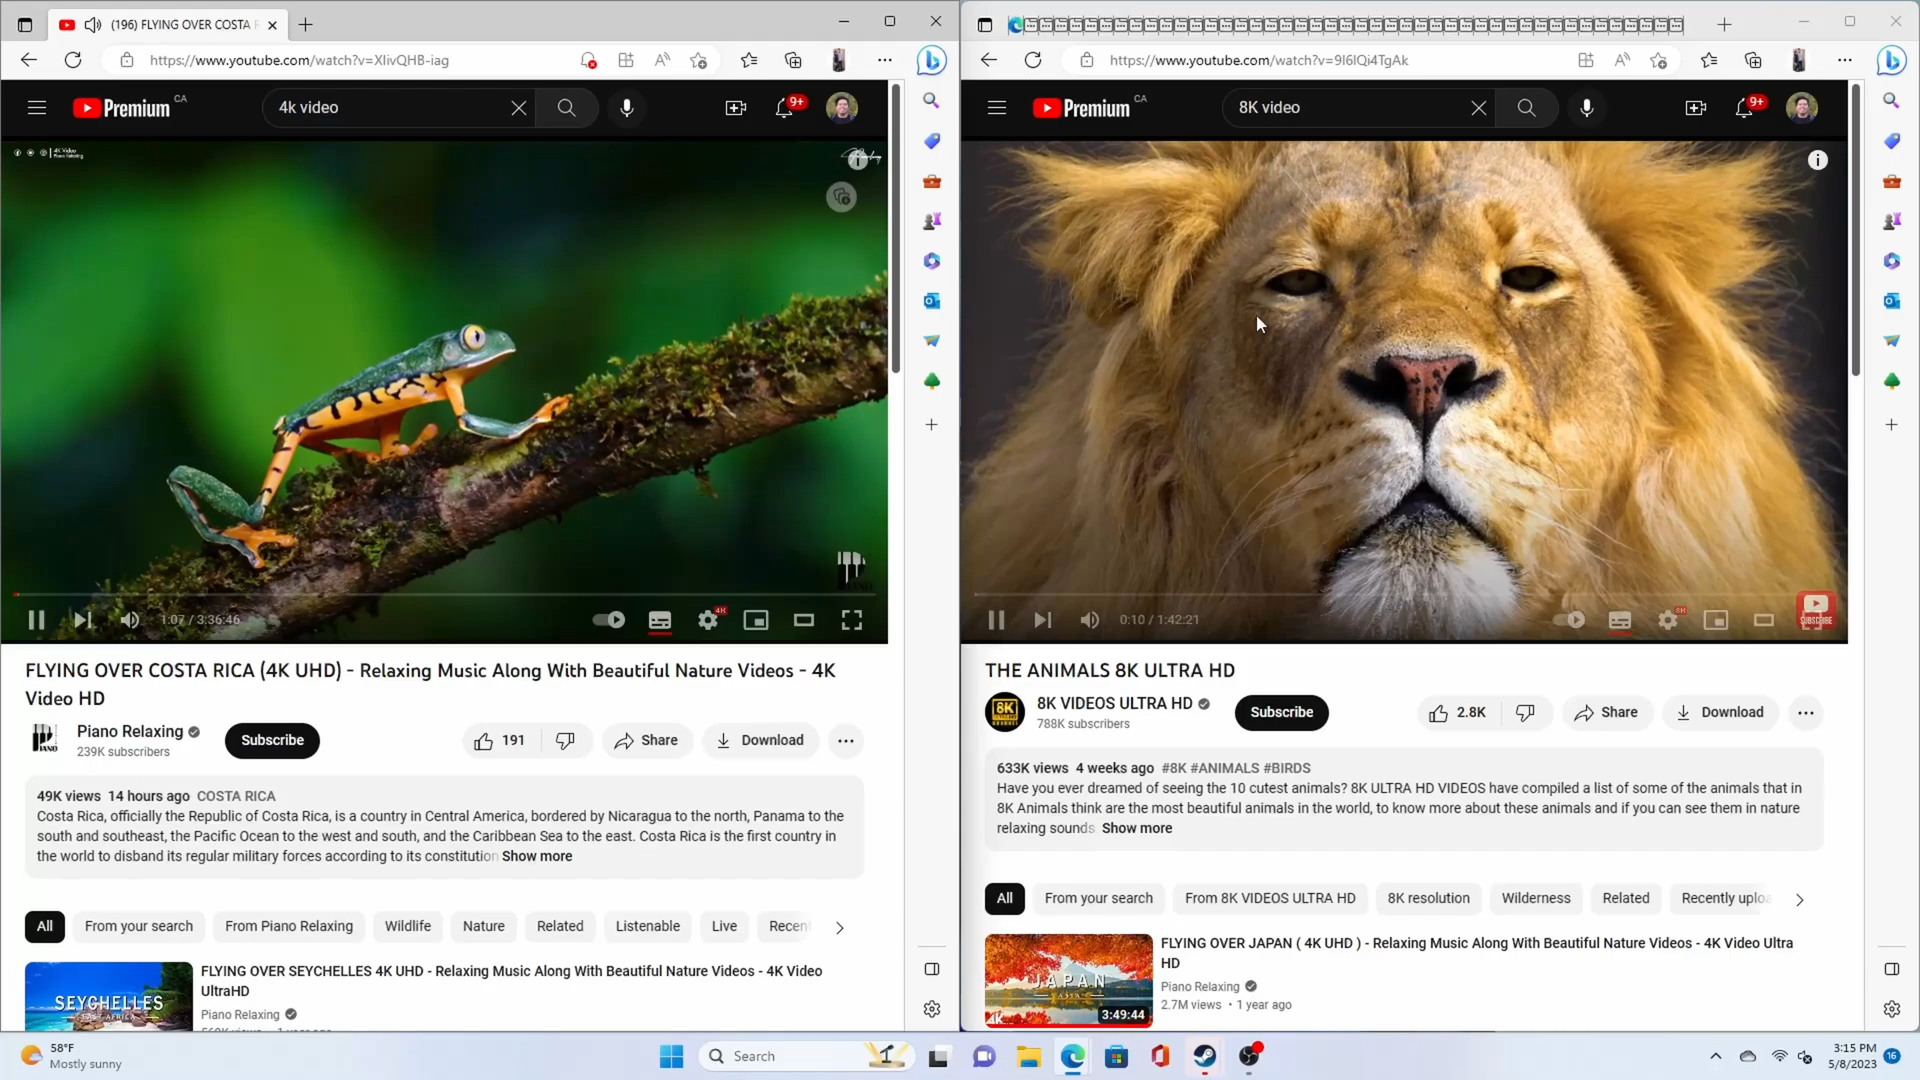 (196) FLYING OVER COSTA R
https://www.youtube.com/watch?v=XlivQHB-iag
Premium CA
4k video
9+
4K Video
Piano Relaxing
PIANO
1:07 / 3:36:46
4K
FLYING OVER COSTA RICA (4K UHD) - Relaxing Music Along With Beautiful Nature Videos - 4K
Video HD
Piano Relaxing
239K subscribers
Subscribe
191
Share
Download
49K views 14 hours ago COSTA RICA
Costa Rica, officially the Republic of Costa Rica, is a country in Central America, bordered by Nicaragua to the north, Panama to the
south and southeast, the Pacific Ocean to the west and south, and the Caribbean Sea to the east. Costa Rica is the first country in
the world to disband its regular military forces according to its constitution Show more
All
From your search
From Piano Relaxing
Wildlife
Nature
Related
Listenable
Live
Recent
SEYCHELLES
EAST AFRICA
FLYING OVER SEYCHELLES 4K UHD - Relaxing Music Along With Beautiful Nature Videos - 4K Video
UltraHD
Piano Relaxing
https://www.youtube.com/watch?v=9I6IQi4TgAk
Premium CA
8K video
9+
0:10 / 1:42:21
8K
SUBSCRIBE
THE ANIMALS 8K ULTRA HD
8K VIDEOS ULTRA HD
788K subscribers
Subscribe
2.8K
Share
Download
633K views 4 weeks ago #8K #ANIMALS #BIRDS
Have you ever dreamed of seeing the 10 cutest animals? 8K ULTRA HD VIDEOS have compiled a list of some of the animals that in
8K Animals think are the most beautiful animals in the world, to know more about these animals and if you can see them in nature
relaxing sounds Show more
All
From your search
From 8K VIDEOS ULTRA HD
8K resolution
Wilderness
Related
Recently uploa
JAPAN
ASIA
4K
3:49:44
FLYING OVER JAPAN ( 4K UHD ) - Relaxing Music Along With Beautiful Nature Videos - 4K Video Ultra
HD
Piano Relaxing
2.7M views • 1 year ago
58°F
Mostly sunny
Search
3:15 PM
5/8/2023
16